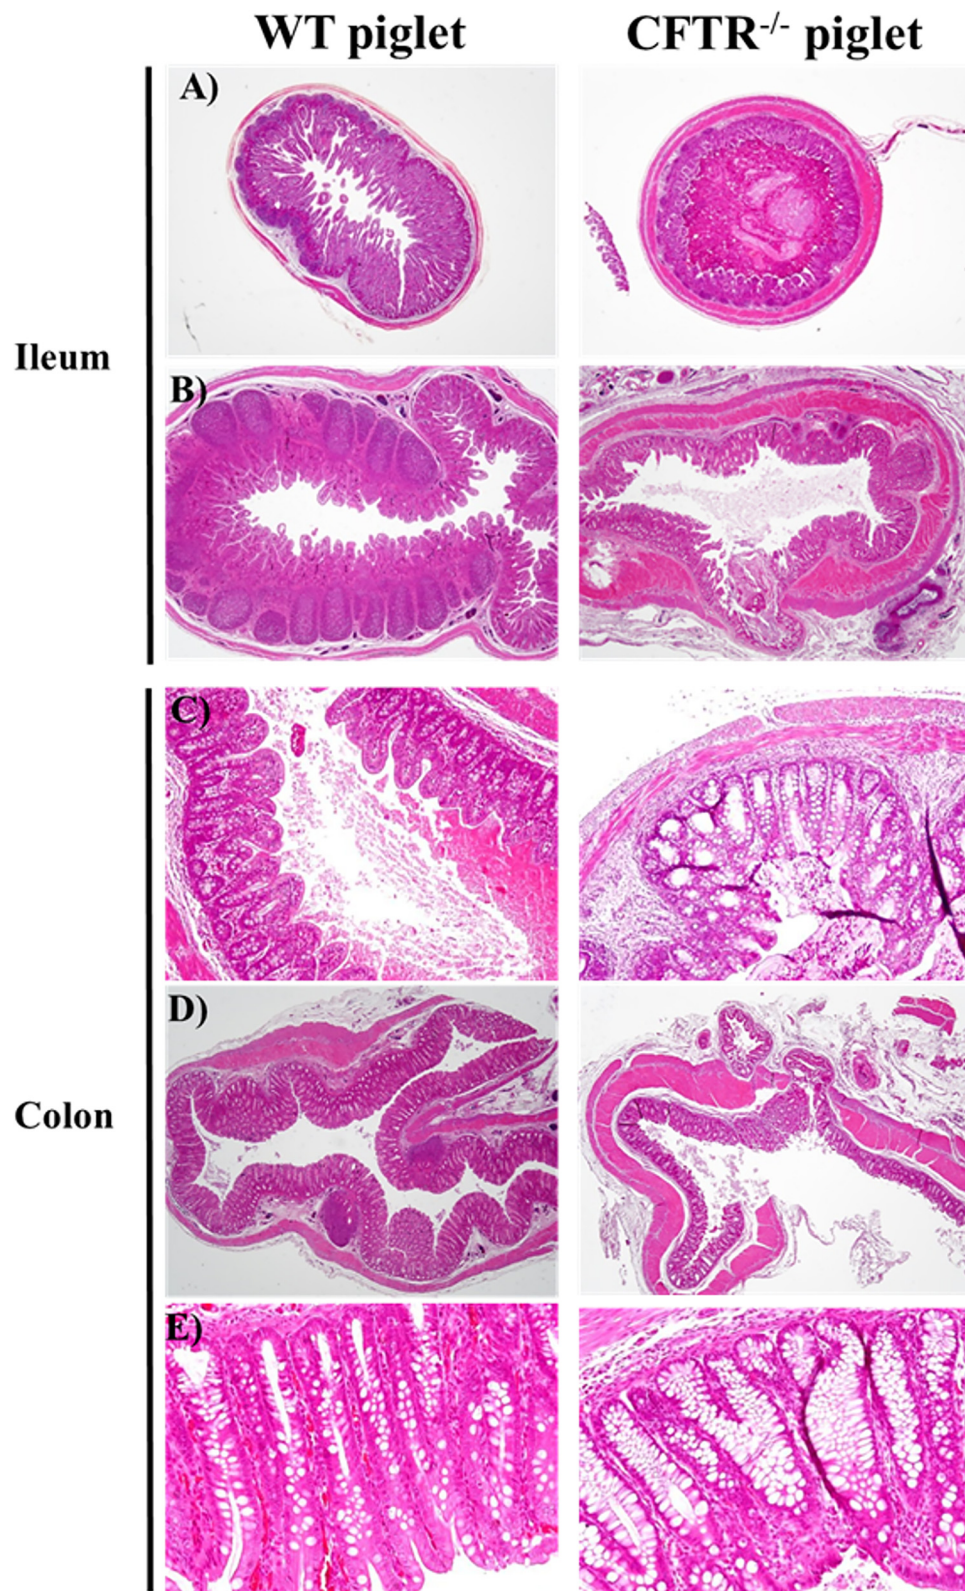 WT piglet
CFTR-/- piglet
A)
Ileum
B)
C)
D)
Colon
E)